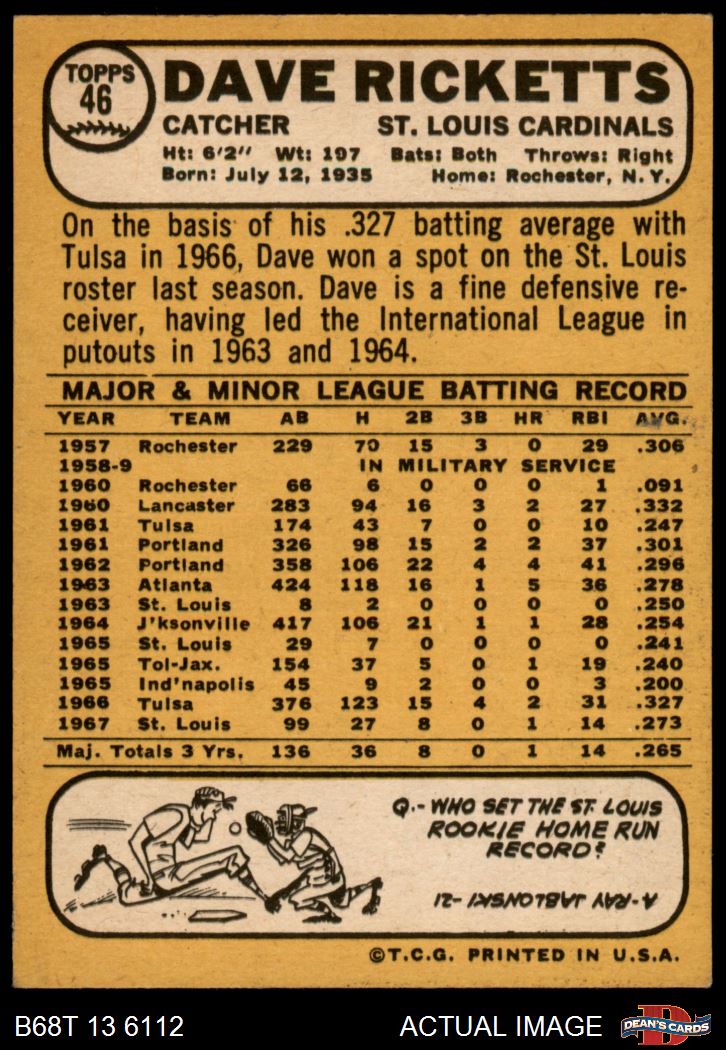 TOPPS
46
DAVE RICKETTS
CATCHER ST. LOUIS CARDINALS
Ht: 6'2" Wt: 197 Bats: Both Throws: Right
Born: July 12, 1935 Home: Rochester, N.Y.
On the basis of his .327 batting average with
Tulsa in 1966, Dave won a spot on the St. Louis
roster last season. Dave is a fine defensive re-
ceiver, having led the International League in
putouts in 1963 and 1964.
MAJOR & MINOR LEAGUE BATTING RECORD
YEAR TEAM AB H 2B 3B HR RBI AVG.
1957 Rochester 229 70 15 3 0 29 .306
1958-9 IN MILITARY SERVICE
1960 Rochester 66 6 0 0 0 1 .091
1960 Lancaster 283 94 16 3 2 27 .332
1961 Tulsa 174 43 7 0 0 10 .247
1961 Portland 326 98 15 2 2 37 .301
1962 Portland 358 106 22 4 4 41 .296
1963 Atlanta 424 118 16 1 5 36 .278
1963 St. Louis 8 2 0 0 0 0 .250
1964 J'ksonville 417 106 21 1 1 28 .254
1965 St. Louis 29 7 0 0 0 0 .241
1965 Tol-Jax. 154 37 5 0 1 19 .240
1965 Ind'napolis 45 9 2 0 0 3 .200
1966 Tulsa 376 123 15 4 2 31 .327
1967 St. Louis 99 27 8 0 1 14 .273
Maj. Totals 3 Yrs. 136 36 8 0 1 14 .265
Q.- WHO SET THE ST. LOUIS
ROOKIE HOME RUN
RECORD?
A- RAY JABLONSKI -21
©T.C.G. PRINTED IN U.S.A.
B68T 13 6112 ACTUAL IMAGE
D
DEAN'S CARDS